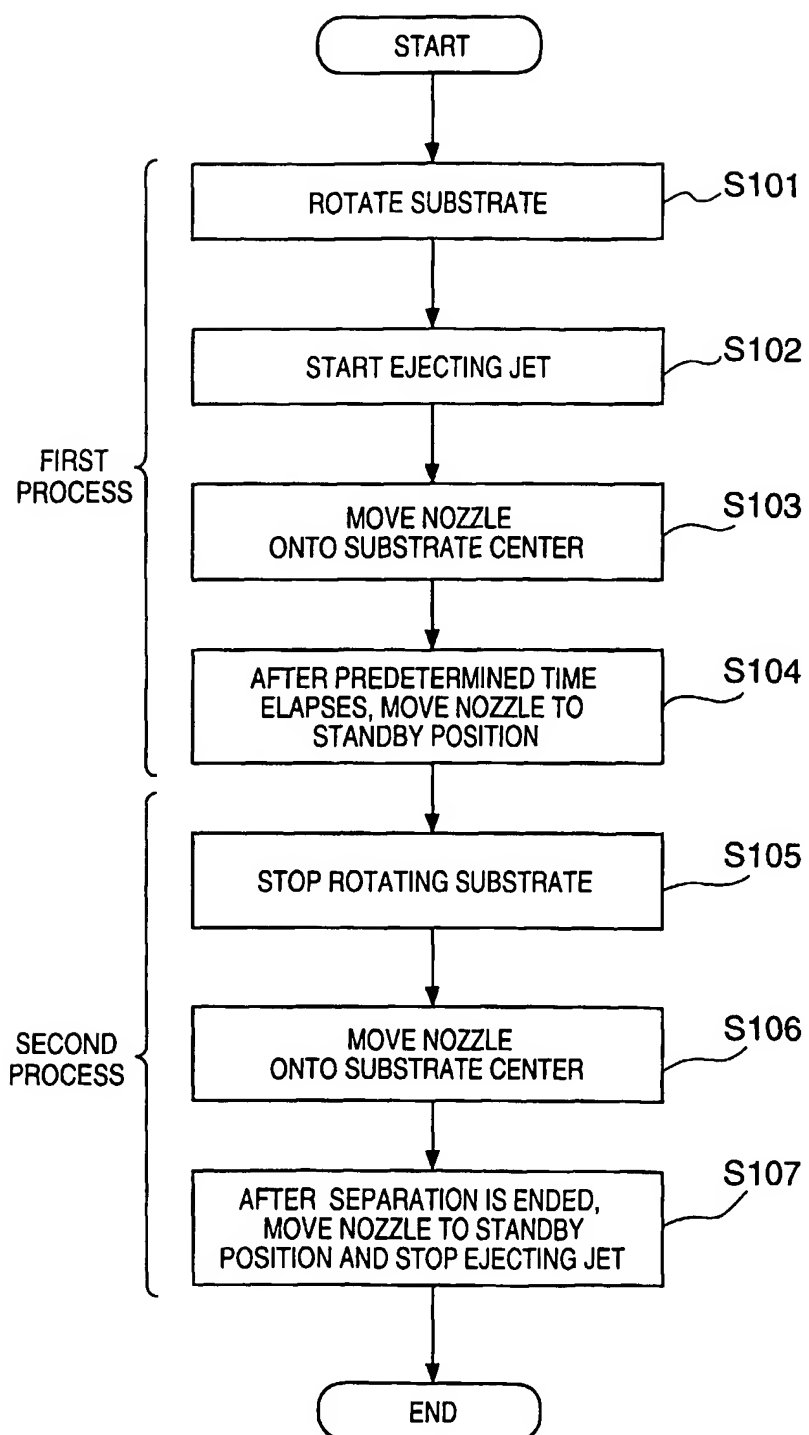 START
ROTATE SUBSTRATE
S101
START EJECTING JET
S102
FIRST
PROCESS
MOVE NOZZLE
ONTO SUBSTRATE CENTER
S103
AFTER PREDETERMINED TIME
ELAPSES, MOVE NOZZLE TO
STANDBY POSITION
S104
STOP ROTATING SUBSTRATE
S105
SECOND
PROCESS
MOVE NOZZLE
ONTO SUBSTRATE CENTER
S106
AFTER SEPARATION IS ENDED,
MOVE NOZZLE TO STANDBY
POSITION AND STOP EJECTING JET
S107
END